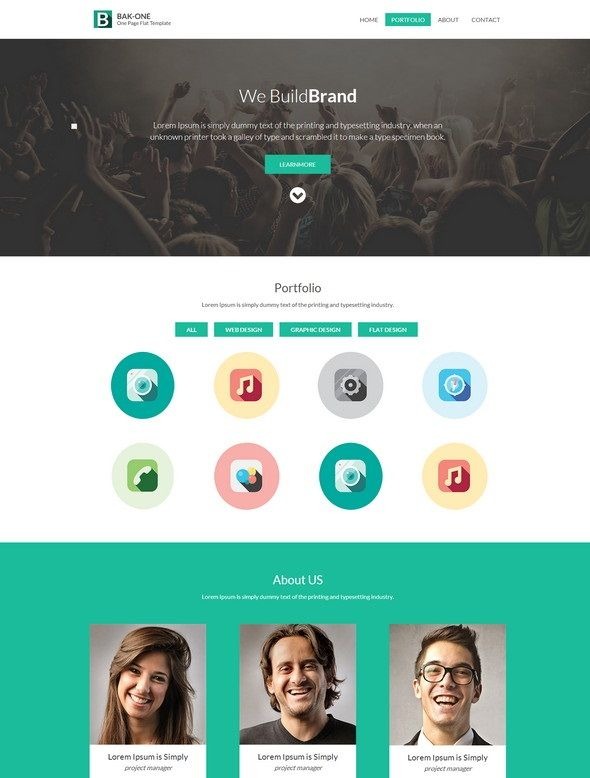 B BAK-ONE
One Page Flat Template
HOME PORTFOLIO ABOUT CONTACT
We BuildBrand
Lorem Ipsum is simply dummy text of the printing and typesetting industry. when an
unknown printer took a galley of type and scrambled it to make a type specimen book.
LEARNMORE
Portfolio
Lorem Ipsum is simply dummy text of the printing and typesetting industry.
ALL WEB DESIGN GRAPHIC DESIGN FLAT DESIGN
About US
Lorem Ipsum is simply dummy text of the printing and typesetting industry.
Lorem Ipsum is Simply Lorem Ipsum is Simply Lorem Ipsum is Simply
project manager project manager project manager